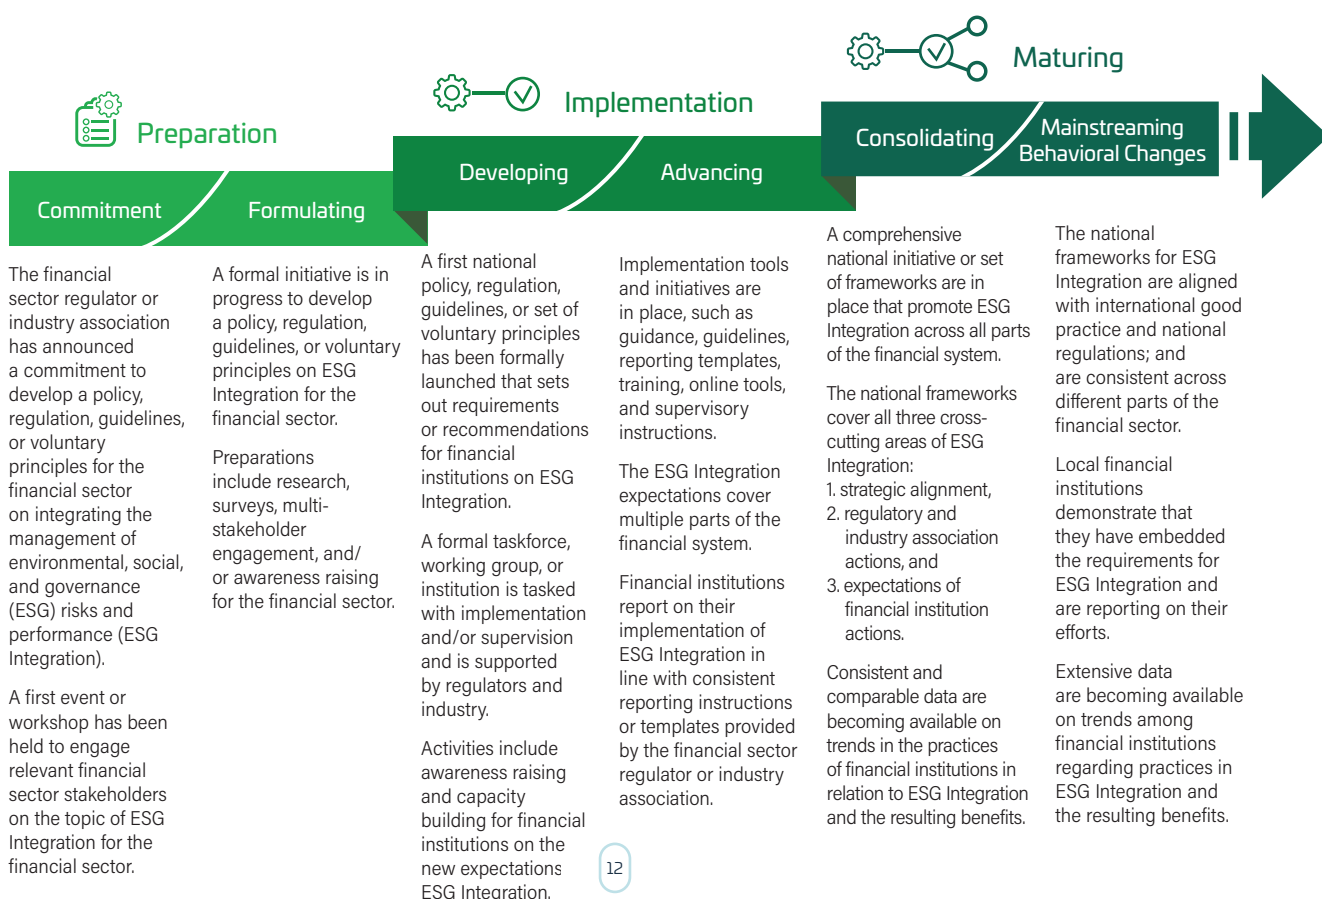 Preparation
Commitment
Formulating
The financial
sector regulator or
industry association
has announced
a commitment to
develop a policy,
regulation, guidelines,
or voluntary
principles for the
financial sector
on integrating the
management of
environmental, social,
and governance
(ESG) risks and
performance (ESG
Integration).
A first event or
workshop has been
held to engage
relevant financial
sector stakeholders
on the topic of ESG
Integration for the
financial sector.
A formal initiative is in
progress to develop
a policy, regulation,
guidelines, or voluntary
principles on ESG
Integration for the
financial sector.
Preparations
include research,
surveys, multi-
stakeholder
engagement, and/
or awareness raising
for the financial sector.
Implementation
Developing
Advancing
A first national
policy, regulation,
guidelines, or set of
voluntary principles
has been formally
launched that sets
out requirements
or recommendations
for financial
institutions on ESG
Integration.
A formal taskforce,
working group, or
institution is tasked
with implementation
and/or supervision
and is supported
by regulators and
industry.
Activities include
awareness raising
and capacity
building for financial
institutions on the
new expectations
ESG Integration.
Implementation tools
and initiatives are
in place, such as
guidance, guidelines,
reporting templates,
training, online tools,
and supervisory
instructions.
The ESG Integration
expectations cover
multiple parts of the
financial system.
Financial institutions
report on their
implementation of
ESG Integration in
line with consistent
reporting instructions
or templates provided
by the financial sector
regulator or industry
association.
Maturing
Consolidating
Mainstreaming
Behavioral Changes
A comprehensive
national initiative or set
of frameworks are in
place that promote ESG
Integration across all parts
of the financial system.
The national frameworks
cover all three cross-
cutting areas of ESG
Integration:
1. strategic alignment,
2. regulatory and
industry association
actions, and
3. expectations of
financial institution
actions.
Consistent and
comparable data are
becoming available on
trends in the practices
of financial institutions in
relation to ESG Integration
and the resulting benefits.
The national
frameworks for ESG
Integration are aligned
with international good
practice and national
regulations; and
are consistent across
different parts of the
financial sector.
Local financial
institutions
demonstrate that
they have embedded
the requirements for
ESG Integration and
are reporting on their
efforts.
Extensive data
are becoming available
on trends among
financial institutions
regarding practices in
ESG Integration and
the resulting benefits.
12